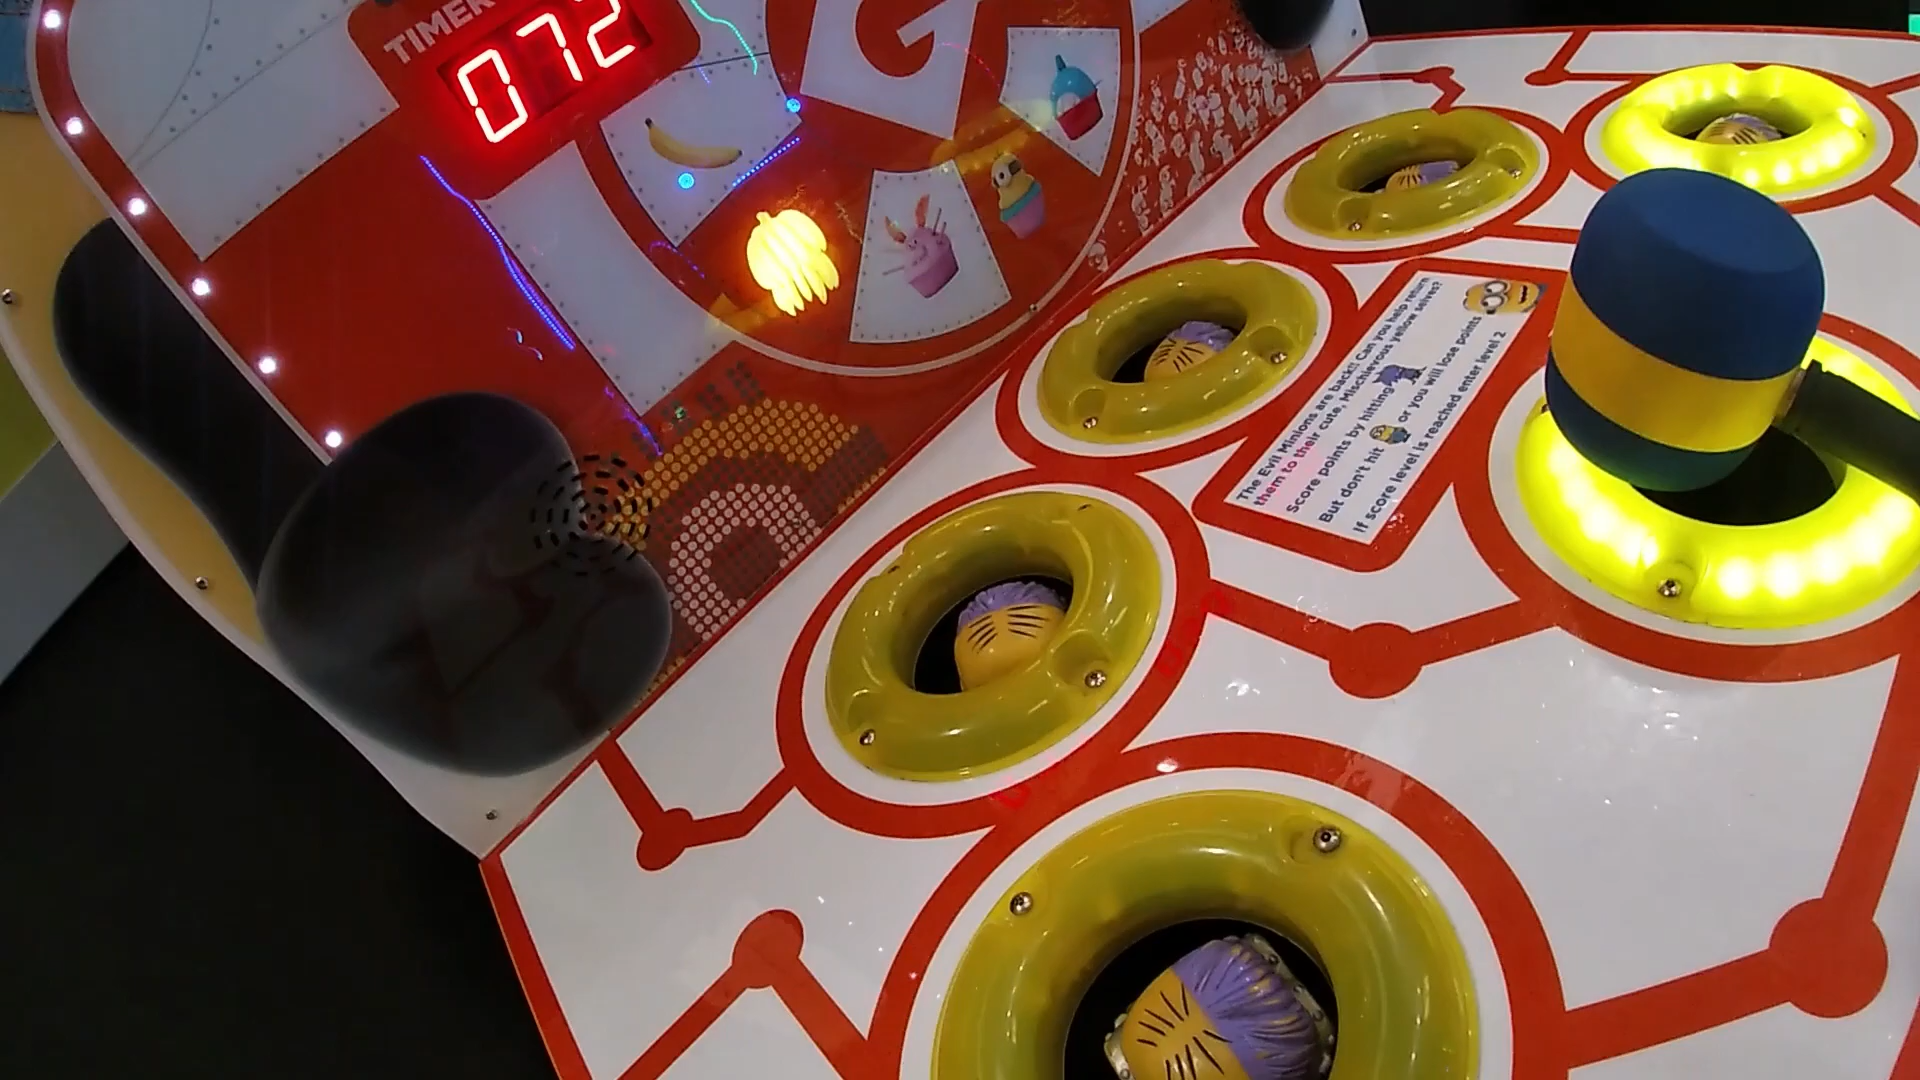 TIMER
072
G
The Evil Minions are back!! Can you help return
them to their cute, Mischievous yellow selves?
Score points by hitting
But don't hit or you will lose points
If score level is reached enter level 2